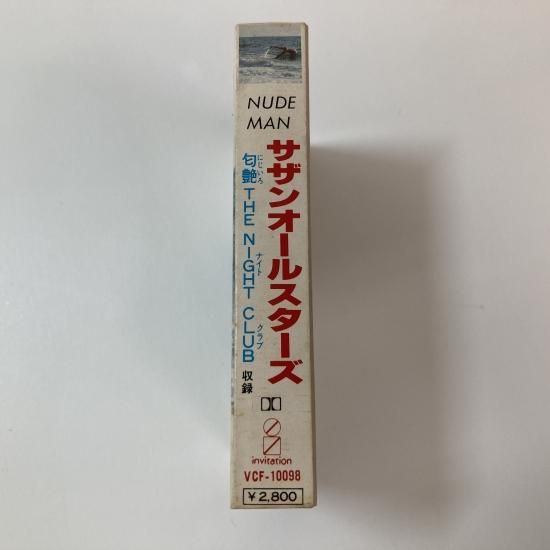 NUDE
MAN
サザンオールスターズ
匂艶 THE NIGHT CLUB 収録
にじいろ
ナイト
クラブ
invitation
VCF-10098
¥2,800